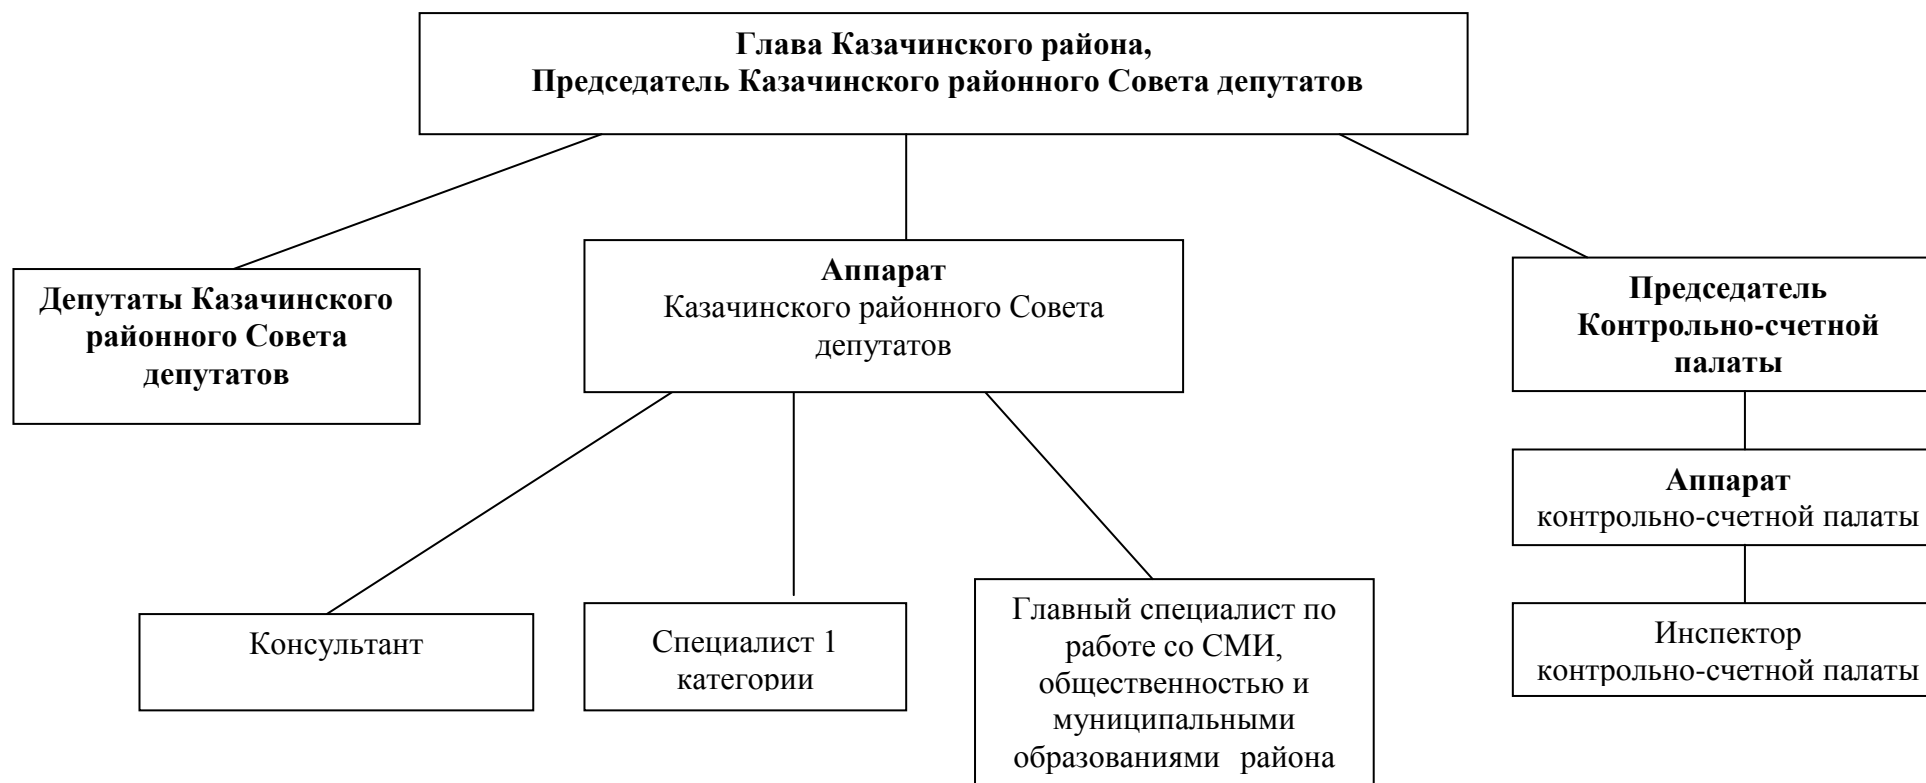 Глава Казачинского района,
Председатель Казачинского районного Совета депутатов
Депутаты Казачинского
районного Совета
депутатов
Аппарат
Казачинского районного Совета
депутатов
Председатель
Контрольно-счетной
палаты
Аппарат
контрольно-счетной палаты
Консультант
Специалист 1
категории
Главный специалист по
работе со СМИ,
общественностью и
муниципальными
образованиями района
Инспектор
контрольно-счетной палаты